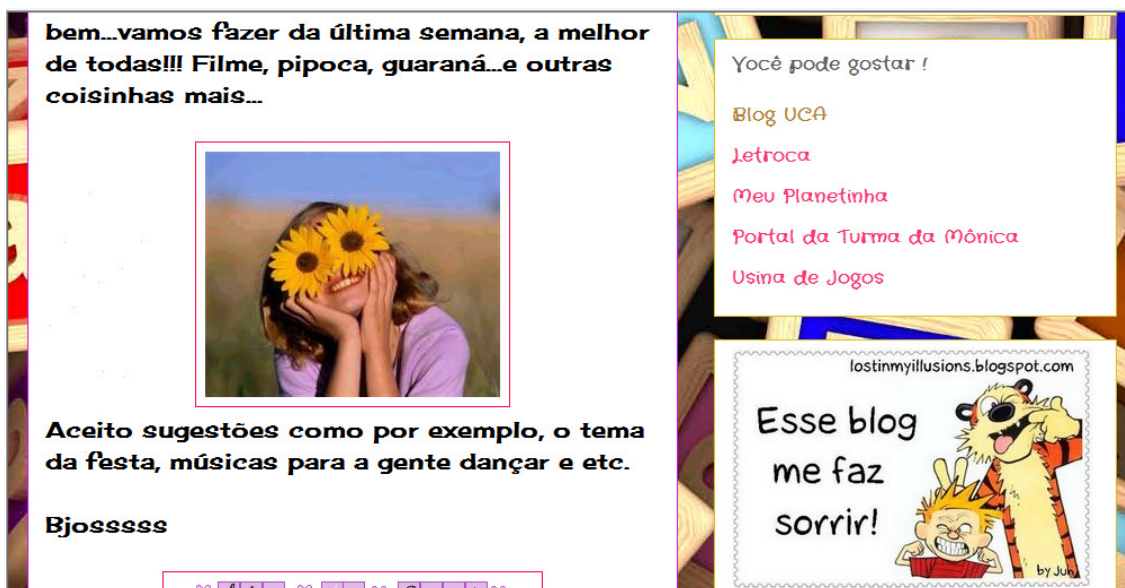 bem...vamos fazer da última semana, a melhor
de todas!!! Filme, pipoca, guaraná...e outras
coisinhas mais...
Aceito sugestões como por exemplo, o tema
da festa, músicas para a gente dançar e etc.
Bjosssss
Você pode gostar !
Blog UCA
Letroca
Meu Planetinha
Portal da Turma da Mônica
Usina de Jogos
lostinmyillusions.blogspot.com
Esse blog
me faz
sorrir!
by Juh